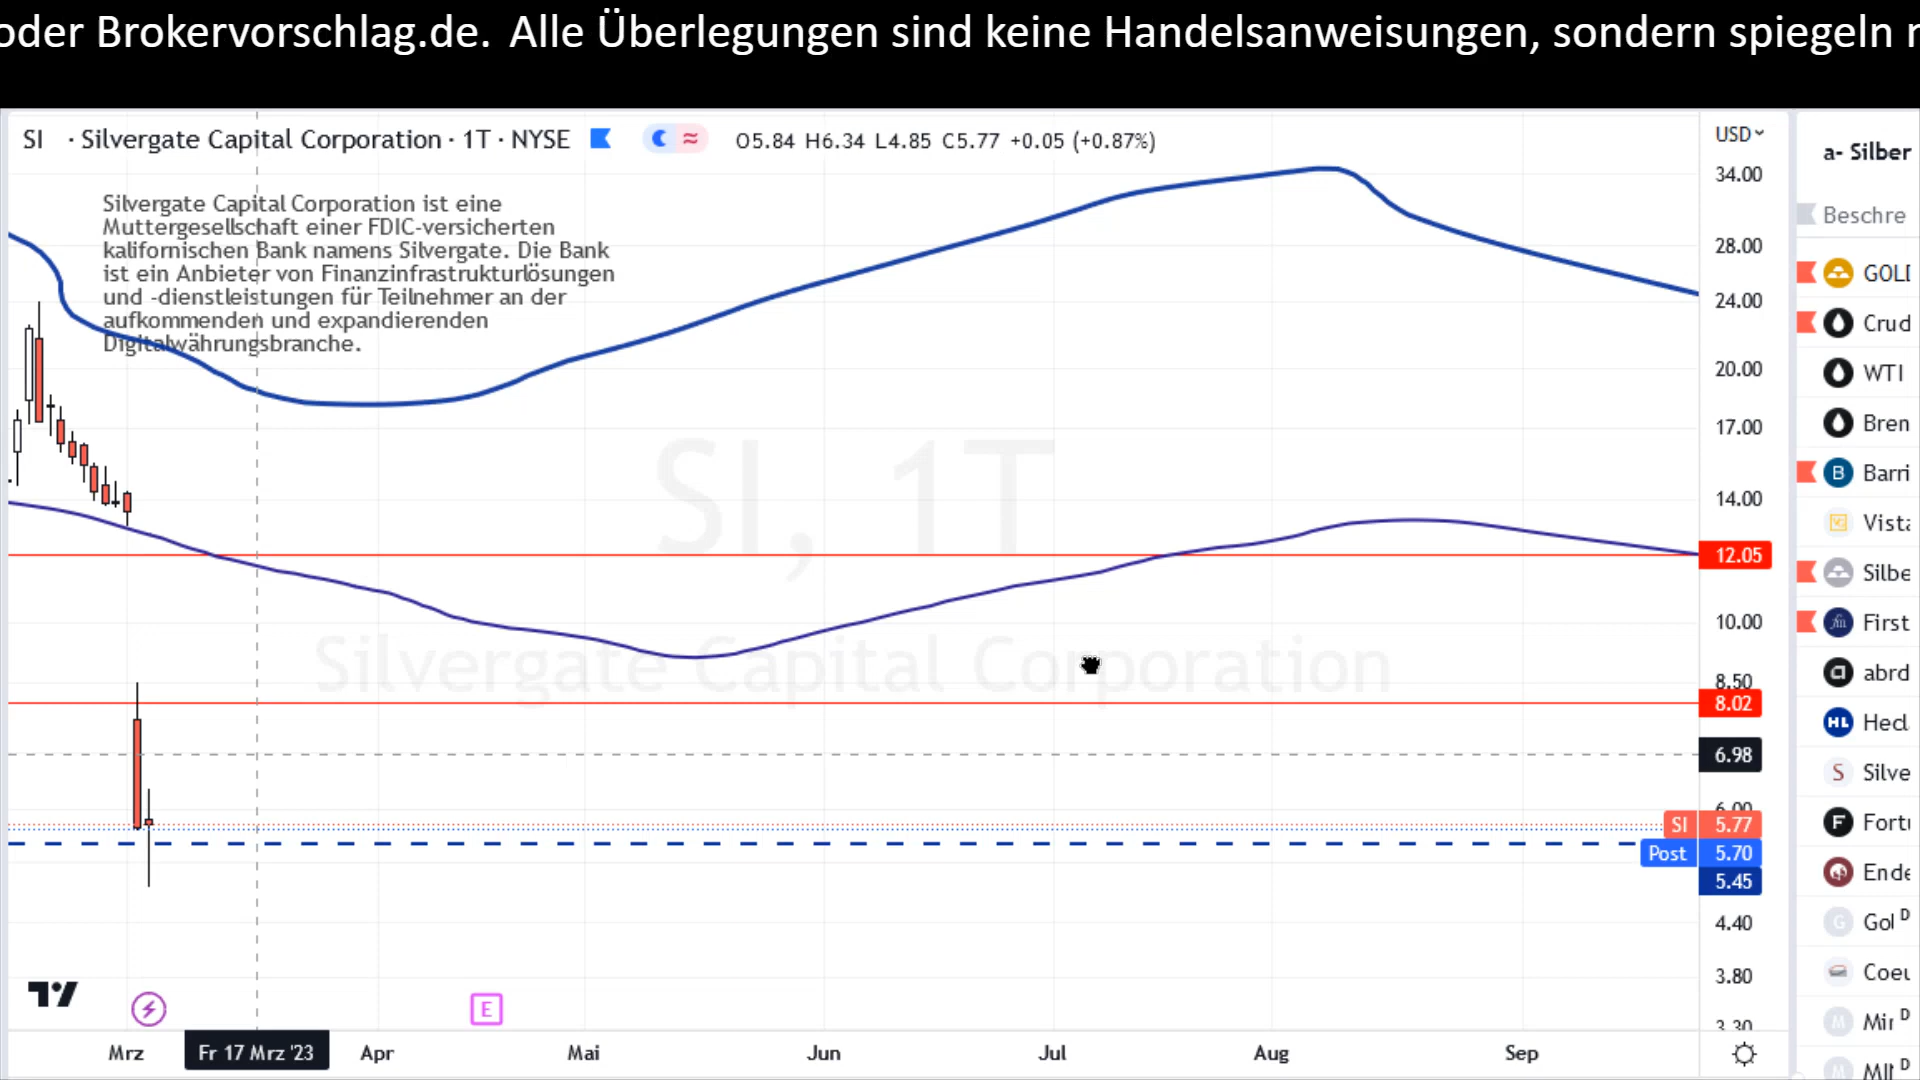 oder Brokervorschlag.de. Alle Überlegungen sind keine Handelsanweisungen, sondern spiegeln
SI · Silvergate Capital Corporation · 1T · NYSE
O5.84 H6.34 L4.85 C5.77 +0.05 (+0.87%)
USD
Silvergate Capital Corporation ist eine
Muttergesellschaft einer FDIC-versicherten
kalifornischen Bank namens Silvergate. Die Bank
ist ein Anbieter von Finanzinfrastrukturlösungen
und -dienstleistungen für Teilnehmer an der
aufkommenden und expandierenden
Digitalwährungsbranche.
SI, 1T
Silvergate Capital Corporation
34.00
28.00
24.00
20.00
17.00
14.00
12.05
10.00
8.50
8.02
6.98
6.00
SI 5.77
Post 5.70
5.45
4.40
3.80
3.30
E
Mrz
Fr 17 Mrz '23
Apr
Mai
Jun
Jul
Aug
Sep
a- Silber
Beschre
GOLD
Crud
WTI
Bren
B Barri
Vista
Silbe
fm First
a abrd
HL Hecl
S Silve
F Fortu
Ende
G Gol D
Coeu
M Min D
M MIN D